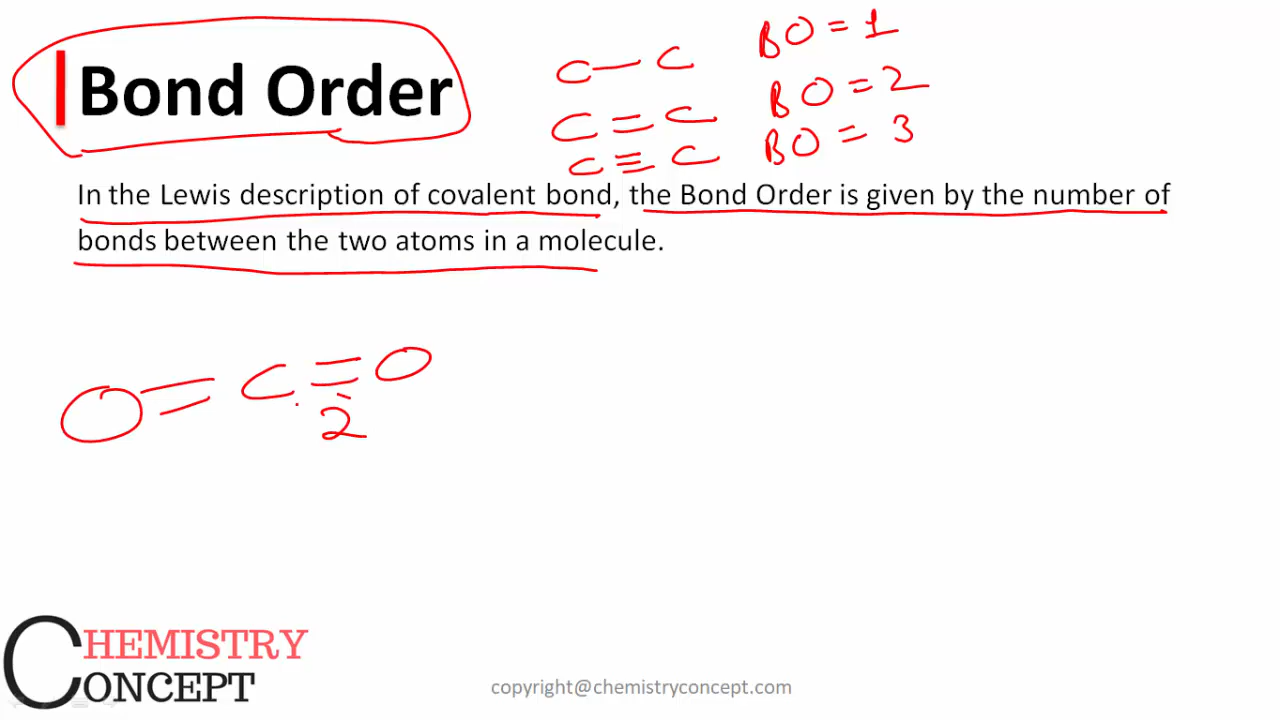 Bond Order
C — C BO = 1
C = C BO = 2
C ≡ C BO = 3
In the Lewis description of covalent bond, the Bond Order is given by the number of
bonds between the two atoms in a molecule.
O = C = O
2
CHEMISTRY
CONCEPT
copyright@chemistryconcept.com